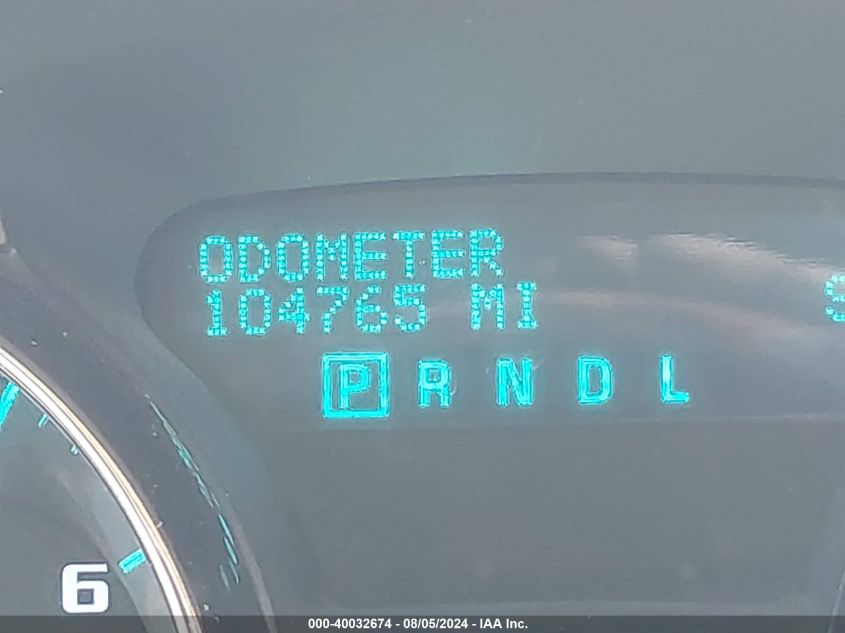 ODOMETER
104765 MI
S
P R N D L
6
000-40032674 - 08/05/2024 - IAA Inc.